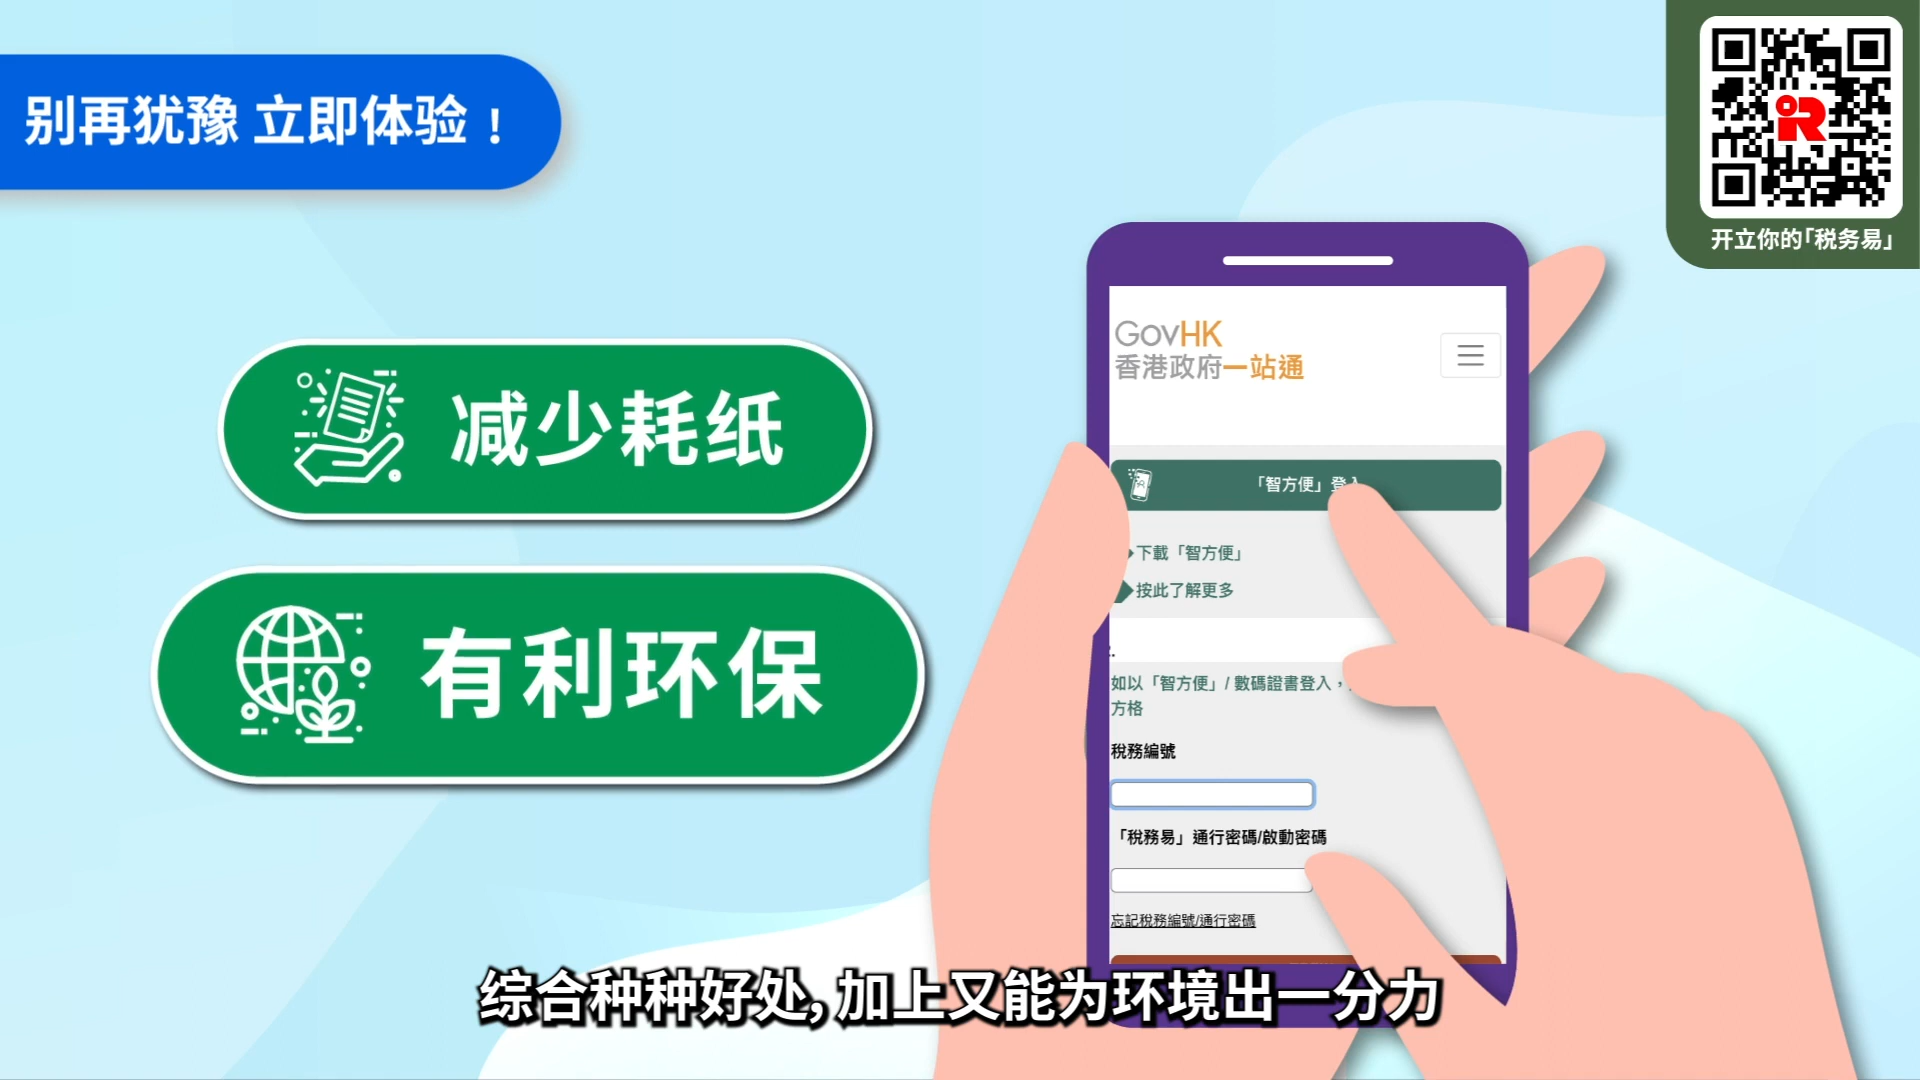 别再犹豫 立即体验！
开立你的「税务易」
减少耗纸
有利环保
GovHK
香港政府一站通
「智方便」登入
下載「智方便」
按此了解更多
如以「智方便」/ 數碼證書登入，
方格
稅務編號
「稅務易」通行密碼/啟動密碼
忘記稅務編號/通行密碼
综合种种好处, 加上又能为环境出一分力